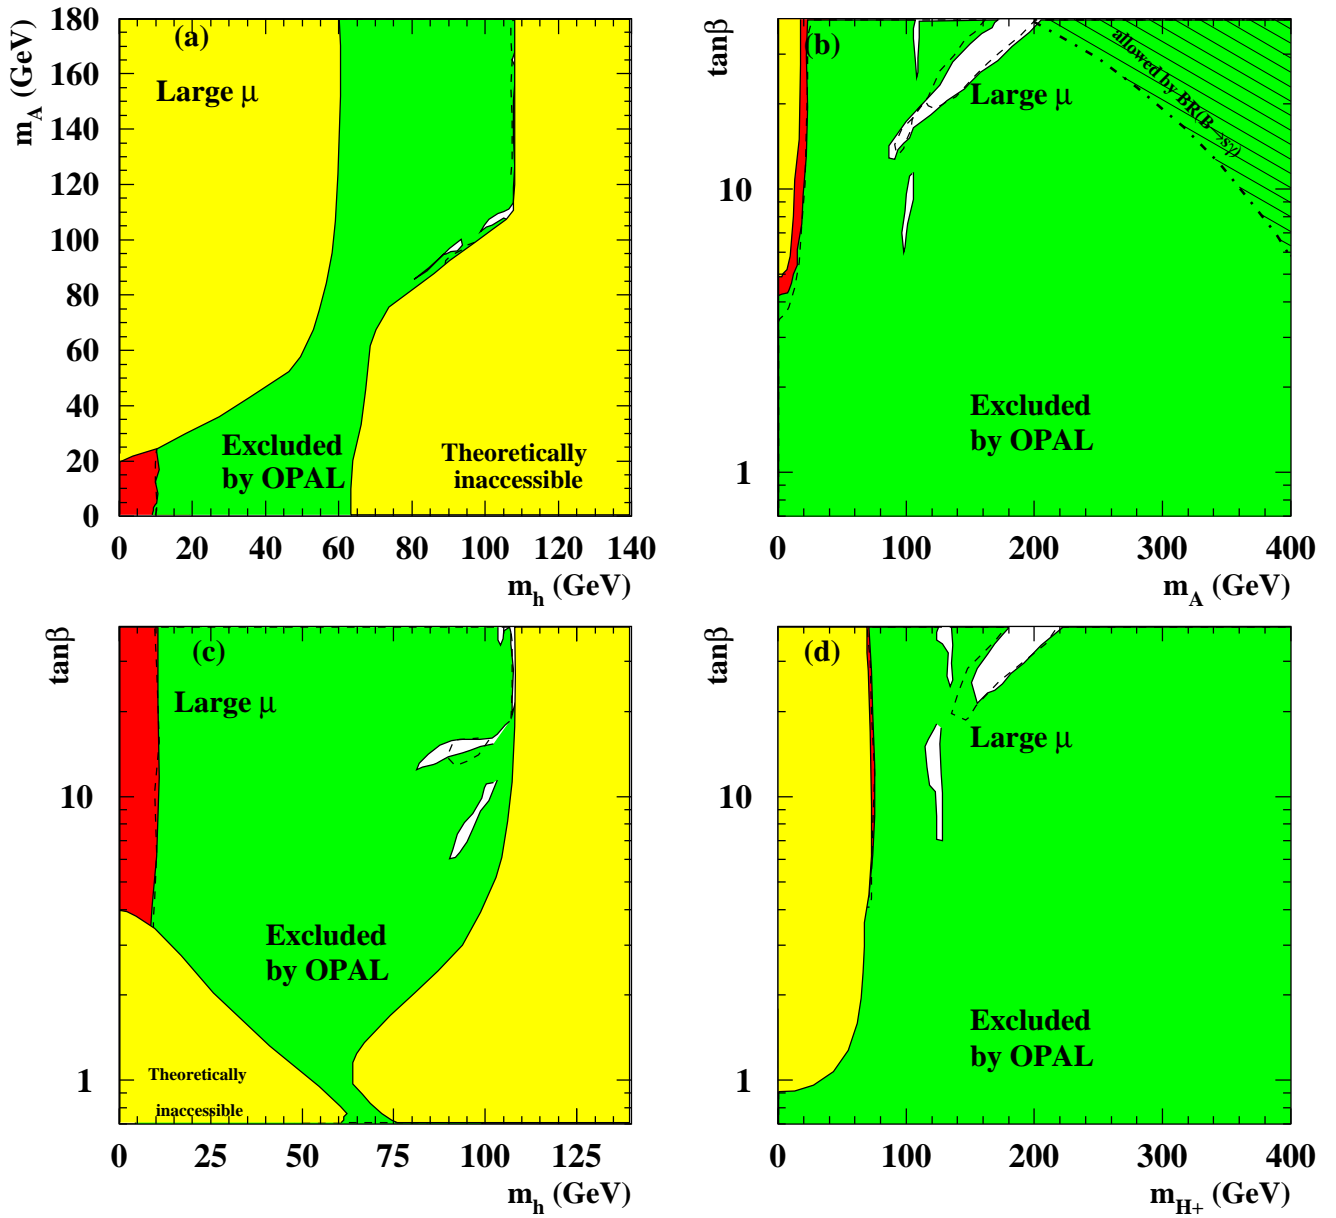 (a)
m_A (GeV)
180
160
140
120
100
80
60
40
20
0
Large μ
Excluded
by OPAL
Theoretically
inaccessible
0 20 40 60 80 100 120 140
m_h (GeV)
(b)
tanβ
10
1
Large μ
allowed by BR(B→sγ)
Excluded
by OPAL
0 100 200 300 400
m_A (GeV)
(c)
tanβ
10
1
Large μ
Excluded
by OPAL
Theoretically
inaccessible
0 25 50 75 100 125
m_h (GeV)
(d)
tanβ
10
1
Large μ
Excluded
by OPAL
0 100 200 300 400
m_H+ (GeV)